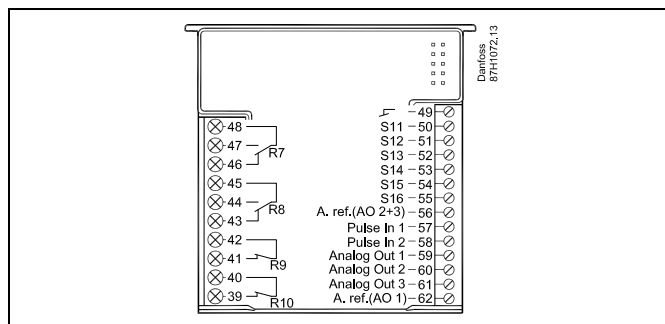 Danfoss
87H1072.13
48
47
46
R7
45
44
43
R8
42
41
R9
40
39
R10
49
S11 50
S12 51
S13 52
S14 53
S15 54
S16 55
A. ref.(AO 2+3) 56
Pulse In 1 57
Pulse In 2 58
Analog Out 1 59
Analog Out 2 60
Analog Out 3 61
A. ref.(AO 1) 62